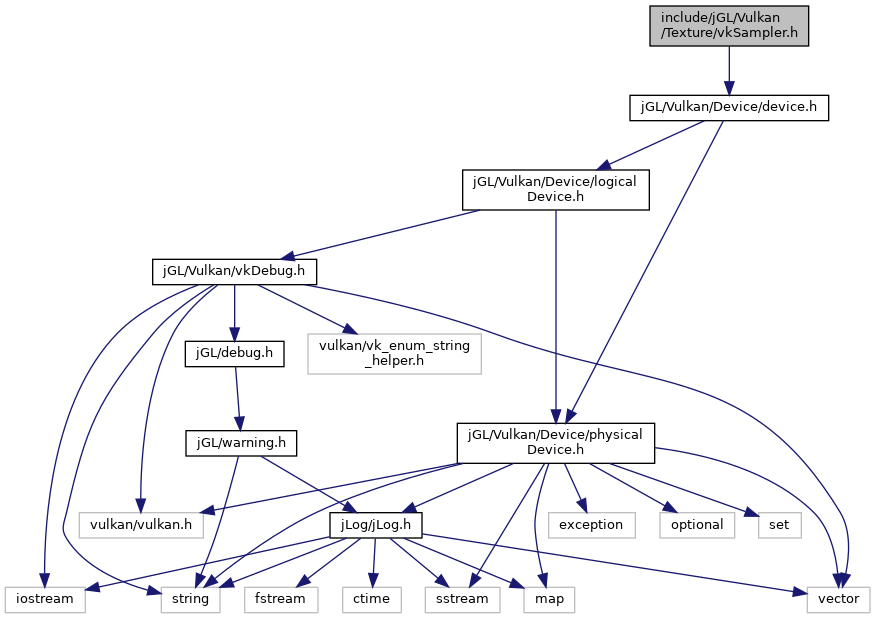 include/jGL/Vulkan
/Texture/vkSampler.h
jGL/Vulkan/Device/device.h
jGL/Vulkan/Device/logical
Device.h
jGL/Vulkan/vkDebug.h
jGL/debug.h
vulkan/vk_enum_string
_helper.h
jGL/warning.h
jGL/Vulkan/Device/physical
Device.h
vulkan/vulkan.h
jLog/jLog.h
exception
optional
set
iostream
string
fstream
ctime
sstream
map
vector